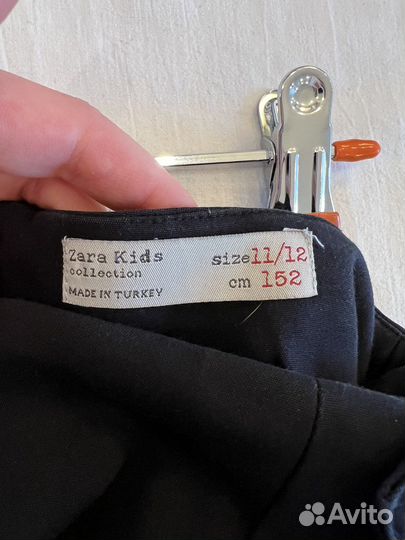 Zara Kids size 11/12
collection cm 152
MADE IN TURKEY
Avito